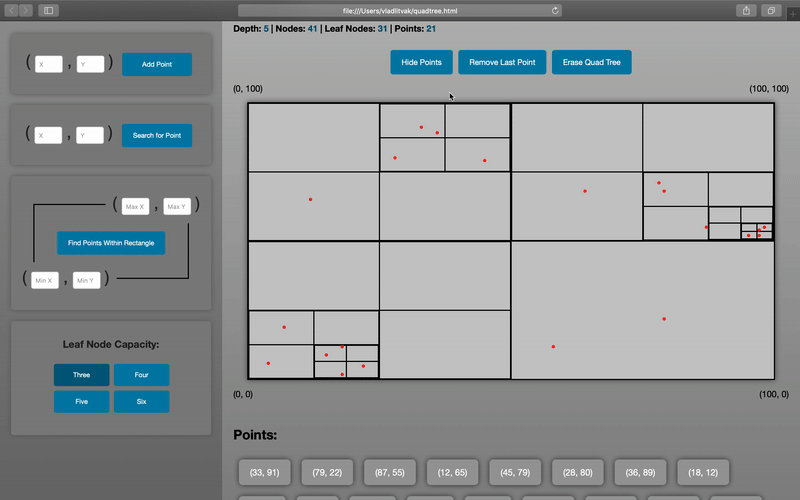 file:///Users/vladlitvak/quadtree.html
Depth: 5 | Nodes: 41 | Leaf Nodes: 31 | Points: 21
( X , Y ) Add Point
( X , Y ) Search for Point
( Max X , Max Y )
Find Points Within Rectangle
( Min X , Min Y )
Leaf Node Capacity:
Three
Four
Five
Six
Hide Points
Remove Last Point
Erase Quad Tree
(0, 100)
(100, 100)
(0, 0)
(100, 0)
Points:
(33, 91)
(79, 22)
(87, 55)
(12, 65)
(45, 79)
(28, 80)
(36, 89)
(18, 12)